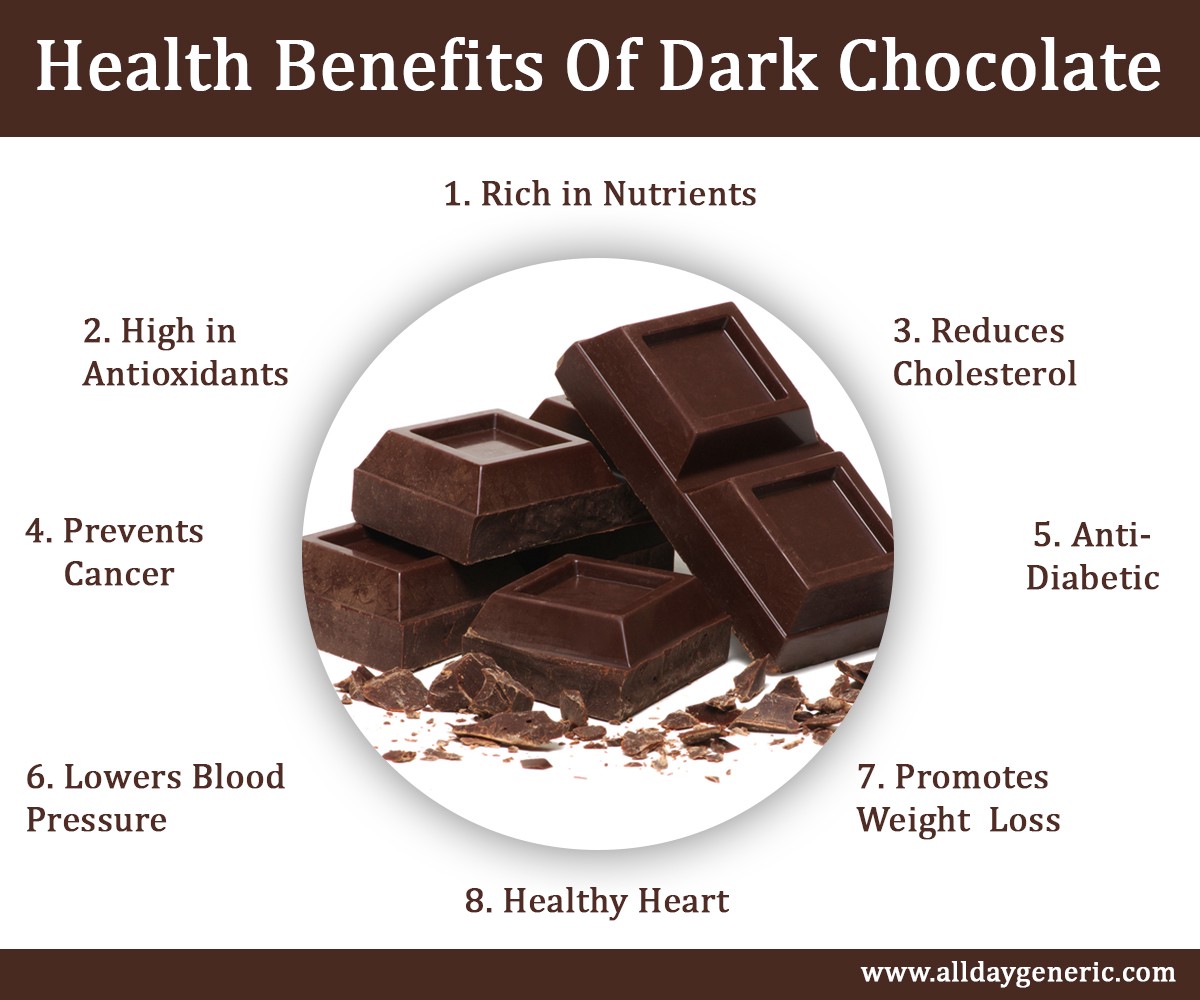 Health Benefits Of Dark Chocolate
1. Rich in Nutrients
2. High in
Antioxidants
3. Reduces
Cholesterol
4. Prevents
Cancer
5. Anti-
Diabetic
6. Lowers Blood
Pressure
7. Promotes
Weight  Loss
8. Healthy Heart
www.alldaygeneric.com